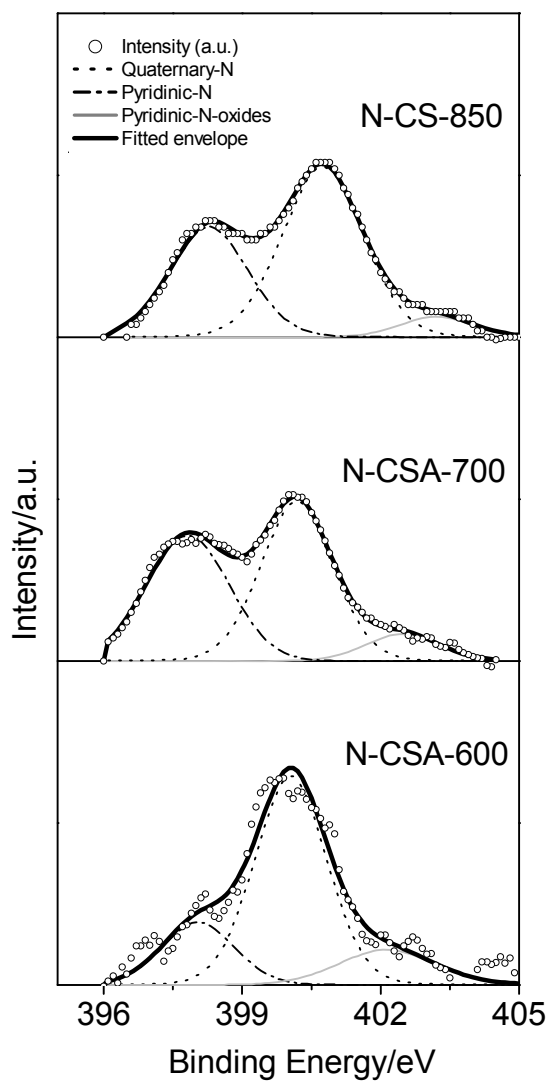 Intensity (a.u.)
Quaternary-N
Pyridinic-N
Pyridinic-N-oxides
Fitted envelope
N-CS-850
N-CSA-700
N-CSA-600
Intensity/a.u.
396 399 402 405
Binding Energy/eV